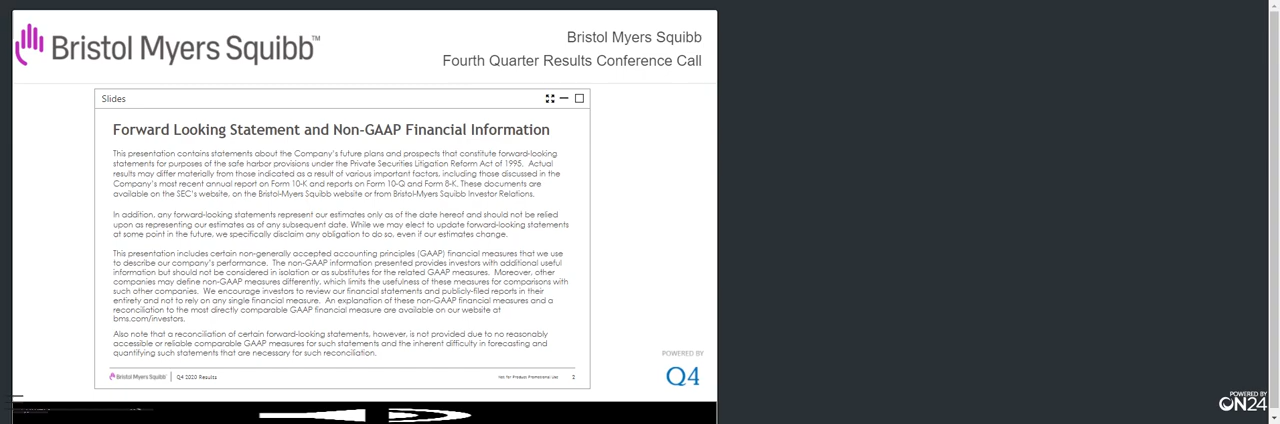 Bristol Myers Squibb™
Bristol Myers Squibb
Fourth Quarter Results Conference Call
Slides
Forward Looking Statement and Non-GAAP Financial Information
This presentation contains statements about the Company's future plans and prospects that constitute forward-looking
statements for purposes of the safe harbor provisions under the Private Securities Litigation Reform Act of 1995. Actual
results may differ materially from those indicated as a result of various important factors, including those discussed in the
Company's most recent annual report on Form 10-K and reports on Form 10-Q and Form 8-K. These documents are
available on the SEC's website, on the Bristol-Myers Squibb website or from Bristol-Myers Squibb Investor Relations.
In addition, any forward-looking statements represent our estimates only as of the date hereof and should not be relied
upon as representing our estimates as of any subsequent date. While we may elect to update forward-looking statements
at some point in the future, we specifically disclaim any obligation to do so, even if our estimates change.
This presentation includes certain non-generally accepted accounting principles (GAAP) financial measures that we use
to describe our company's performance. The non-GAAP information presented provides investors with additional useful
information but should not be considered in isolation or as substitutes for the related GAAP measures. Moreover, other
companies may define non-GAAP measures differently, which limits the usefulness of these measures for comparisons with
such other companies. We encourage investors to review our financial statements and publicly-filed reports in their
entirety and not to rely on any single financial measure. An explanation of these non-GAAP financial measures and a
reconciliation to the most directly comparable GAAP financial measure are available on our website at
bms.com/investors.
Also note that a reconciliation of certain forward-looking statements, however, is not provided due to no reasonably
accessible or reliable comparable GAAP measures for such statements and the inherent difficulty in forecasting and
quantifying such statements that are necessary for such reconciliation.
Bristol Myers Squibb™ Q4 2020 Results Not for Product Promotional Use 2
POWERED BY
Q4
POWERED BY
ON24